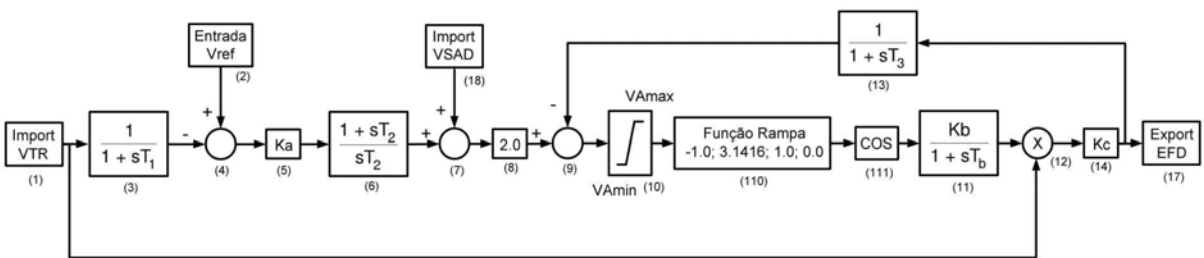 Entrada
Vref
(2)
+
Import
VSAD
(18)
+
1
1 + sT3
(13)
-
VAmax
Import
VTR
(1)
1
1 + sT1
(3)
-
(4)
Ka
(5)
1 + sT2
sT2
(6)
+
(7)
2.0
(8)
+
(9)
VAmin
(10)
Função Rampa
-1.0; 3.1416; 1.0; 0.0
(110)
COS
(111)
Kb
1 + sTb
(11)
X
(12)
Kc
(14)
Export
EFD
(17)